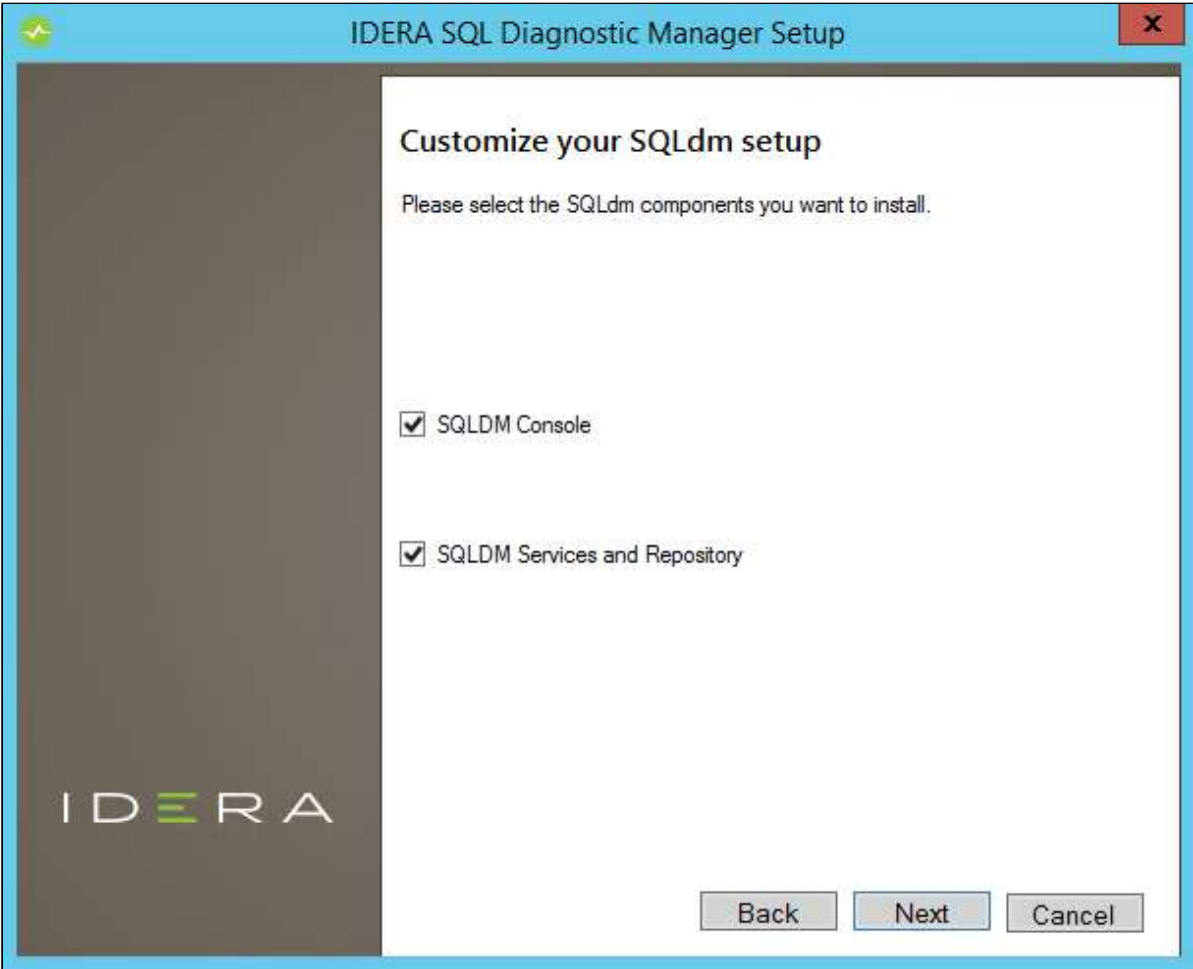 IDERA SQL Diagnostic Manager Setup
x
Customize your SQLdm setup
Please select the SQLdm components you want to install.
SQLDM Console
SQLDM Services and Repository
IDERA
Back Next Cancel